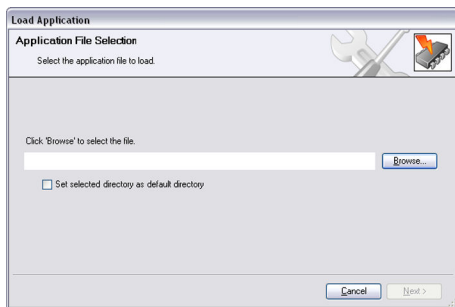 Load Application
Application File Selection
Select the application file to load.
Click 'Browse' to select the file.
Browse...
Set selected directory as default directory
Cancel
Next >